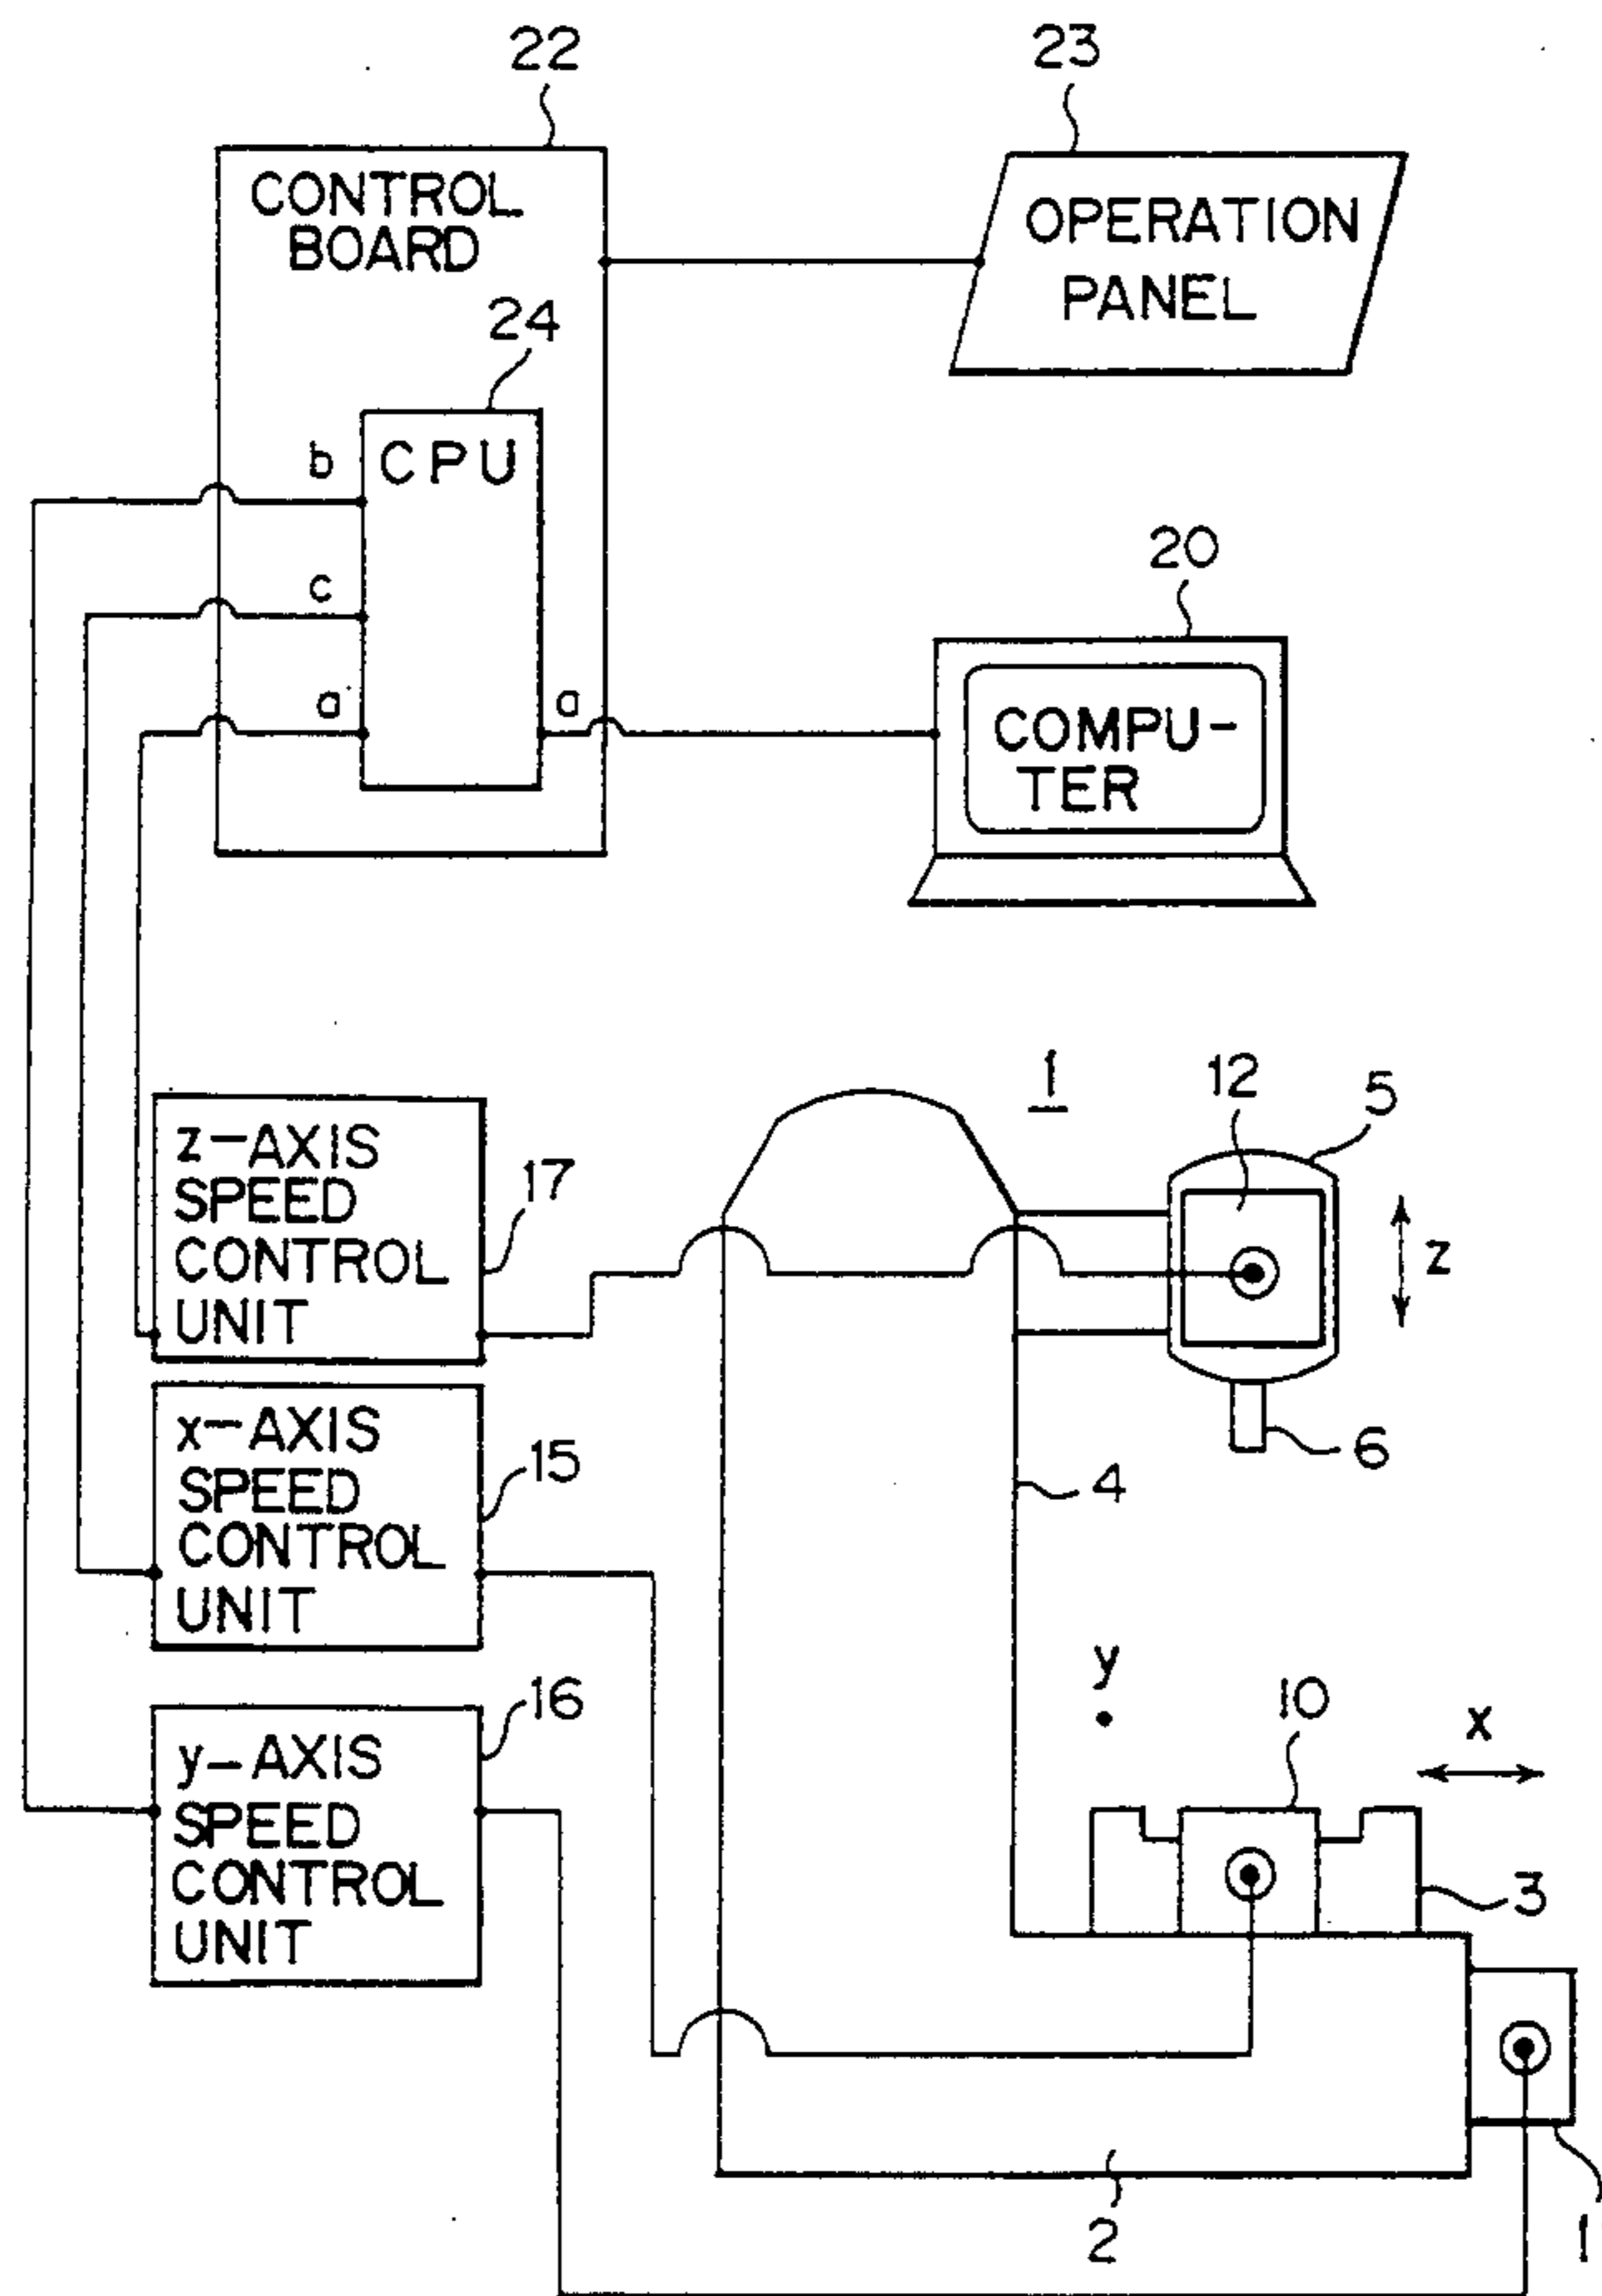 22
23
CONTROL
BOARD
OPERATION
PANEL
24
CPU
b
c
a
a
20
COMPU-
TER
1
12
5
z-AXIS
SPEED
CONTROL
UNIT
17
z
x-AXIS
SPEED
CONTROL
UNIT
15
6
4
y
10
x
16
y-AXIS
SPEED
CONTROL
UNIT
3
2